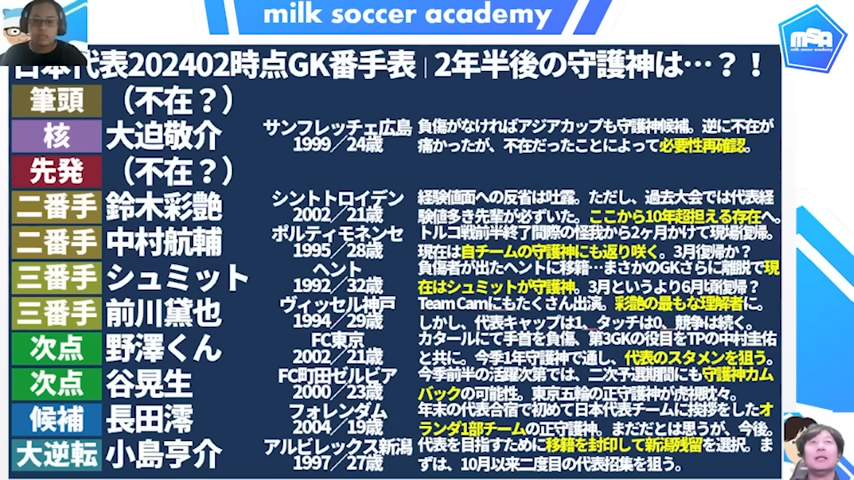 milk soccer academy
MSA
milk soccer academy
日本代表202402時点GK番手表｜2年半後の守護神は…？！
筆頭 （不在？）
核 大迫敬介 サンフレッチェ広島 1999／24歳 負傷がなければアジアカップも守護神候補。逆に不在が
痛かったが、不在だったことによって必要性再確認。
先発 （不在？）
二番手 鈴木彩艶 シントトロイデン 2002／21歳 経験値面への反省は吐露。ただし、過去大会では代表経
験値多き先輩が必ずいた。ここから10年超担える存在へ。
二番手 中村航輔 ポルティモネンセ 1995／28歳 トルコ戦前半終了間際の怪我から2ヶ月かけて現場復帰。
現在は自チームの守護神にも返り咲く。3月復帰か？
三番手 シュミット ヘント 1992／32歳 負傷者が出たヘントに移籍…まさかのGKさらに離脱で現
在はシュミットが守護神。3月というより6月頃復帰？
三番手 前川黛也 ヴィッセル神戸 1994／29歳 Team Camにもたくさん出演。彩艶の最もな理解者に。
しかし、代表キャップは1、タッチは0。競争は続く。
次点 野澤くん FC東京 2002／21歳 カタールにて手首を負傷、第3GKの役目をTPの中村圭佑
と共に。今季1年守護神で通し、代表のスタメンを狙う。
次点 谷晃生 FC町田ゼルビア 2000／23歳 今季前半の活躍次第では、二次予選期間にも守護神カム
バックの可能性。東京五輪の正守護神が虎視眈々。
候補 長田澪 フォレンダム 2004／19歳 年末の代表合宿で初めて日本代表チームに挨拶をしたオ
ランダ1部チームの正守護神。まだだとは思うが、今後。
大逆転 小島亨介 アルビレックス新潟 1997／27歳 代表を目指すために移籍を封印して新潟残留を選択。ま
ずは、10月以来二度目の代表招集を狙う。